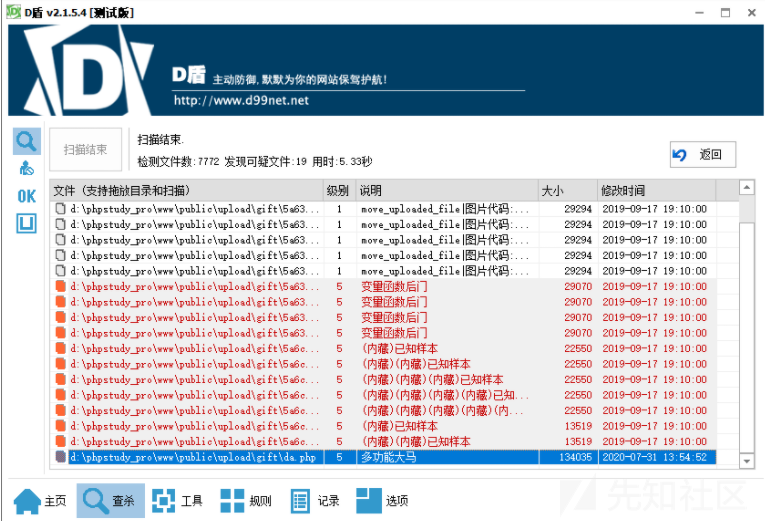 D盾 v2.1.5.4 [测试版]
D盾 主动防御,默默为你的网站保驾护航!
http://www.d99net.net
扫描结束
扫描结束.
检测文件数:7772 发现可疑文件:19 用时:5.33秒
返回
OK
文件 (支持拖放目录和扫描) 级别 说明 大小 修改时间
d:\phpstudy_pro\www\public\upload\gift\5a63... 1 move_uploaded_file|图片代码:... 29294 2019-09-17 19:10:00
d:\phpstudy_pro\www\public\upload\gift\5a63... 1 move_uploaded_file|图片代码:... 29294 2019-09-17 19:10:00
d:\phpstudy_pro\www\public\upload\gift\5a63... 1 move_uploaded_file|图片代码:... 29294 2019-09-17 19:10:00
d:\phpstudy_pro\www\public\upload\gift\5a63... 1 move_uploaded_file|图片代码:... 29294 2019-09-17 19:10:00
d:\phpstudy_pro\www\public\upload\gift\5a63... 1 move_uploaded_file|图片代码:... 29294 2019-09-17 19:10:00
d:\phpstudy_pro\www\public\upload\gift\5a63... 5 变量函数后门 29070 2019-09-17 19:10:00
d:\phpstudy_pro\www\public\upload\gift\5a63... 5 变量函数后门 29070 2019-09-17 19:10:00
d:\phpstudy_pro\www\public\upload\gift\5a63... 5 变量函数后门 29070 2019-09-17 19:10:00
d:\phpstudy_pro\www\public\upload\gift\5a63... 5 变量函数后门 29070 2019-09-17 19:10:00
d:\phpstudy_pro\www\public\upload\gift\5a6c... 5 (内藏)已知样本 22550 2019-09-17 19:10:00
d:\phpstudy_pro\www\public\upload\gift\5a6c... 5 (内藏)(内藏)已知样本 22550 2019-09-17 19:10:00
d:\phpstudy_pro\www\public\upload\gift\5a6c... 5 (内藏)(内藏)(内藏)已知样本 22550 2019-09-17 19:10:00
d:\phpstudy_pro\www\public\upload\gift\5a6c... 5 (内藏)(内藏)(内藏)(内藏)已知... 22550 2019-09-17 19:10:00
d:\phpstudy_pro\www\public\upload\gift\5a6c... 5 (内藏)(内藏)(内藏)(内藏)(内... 22550 2019-09-17 19:10:00
d:\phpstudy_pro\www\public\upload\gift\5a6c... 5 (内藏)已知样本 13519 2019-09-17 19:10:00
d:\phpstudy_pro\www\public\upload\gift\5a6c... 5 (内藏)(内藏)已知样本 13519 2019-09-17 19:10:00
d:\phpstudy_pro\www\public\upload\gift\da.php 5 多功能大马 134035 2020-07-31 13:54:52
主页 查杀 工具 规则 记录 选项
先知社区